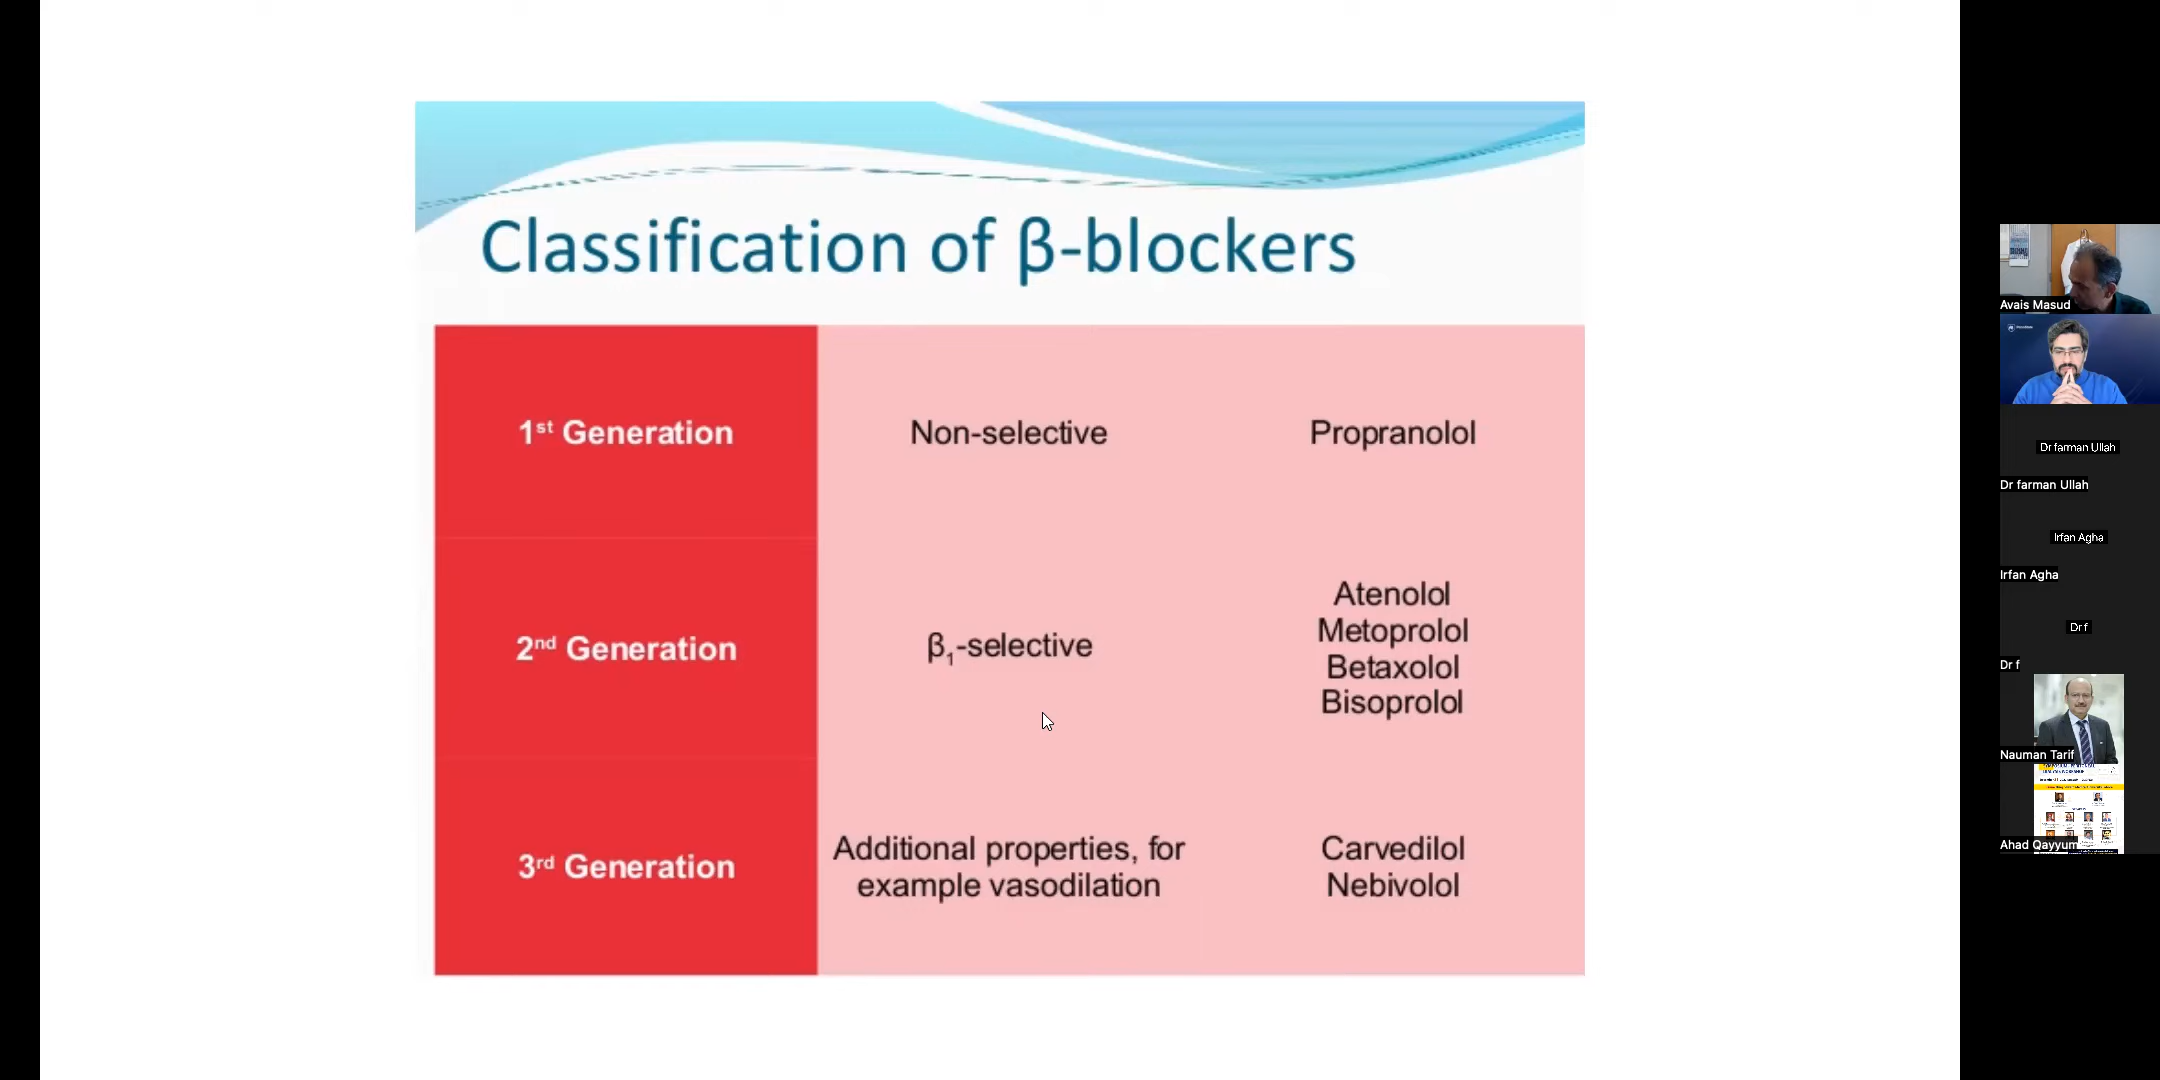 Classification of β-blockers
1st Generation
Non-selective
Propranolol
2nd Generation
β1-selective
Atenolol
Metoprolol
Betaxolol
Bisoprolol
3rd Generation
Additional properties, for
example vasodilation
Carvedilol
Nebivolol
Avais Masud
Dr farman Ullah
Dr farman Ullah
Irfan Agha
Irfan Agha
Dr f
Dr f
Nauman Tarif
Ahad Qayyum